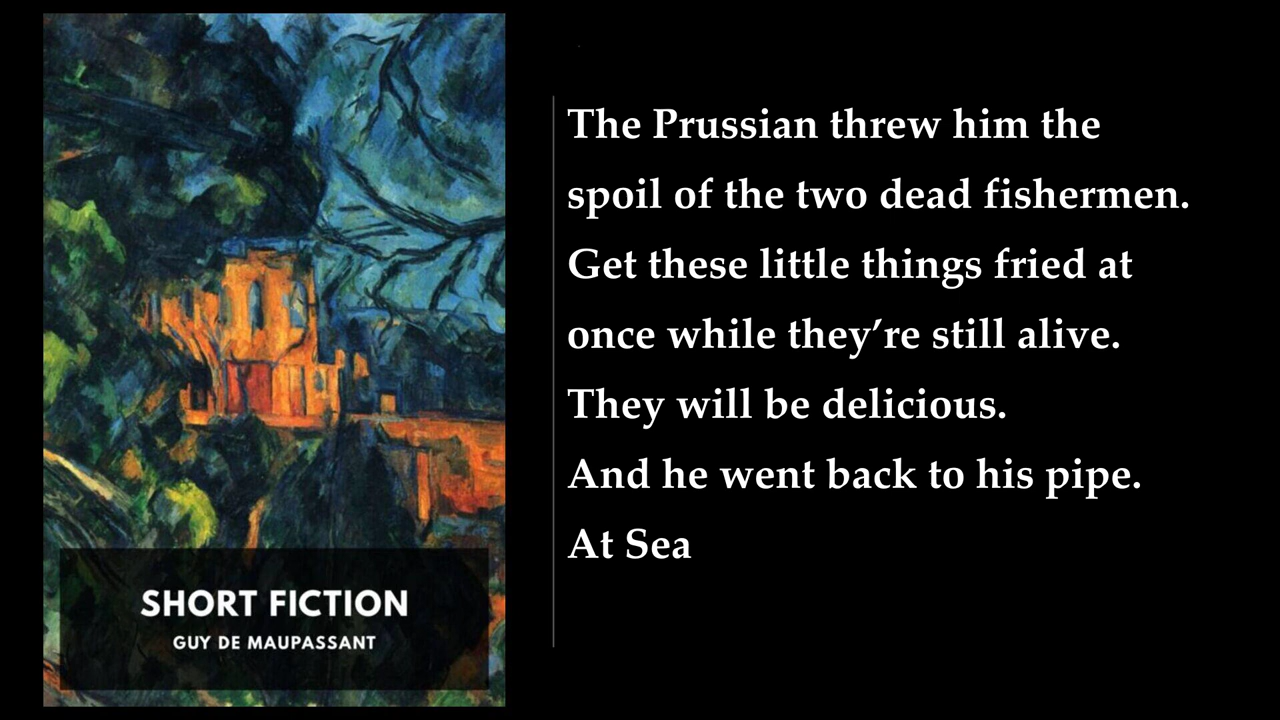 The Prussian threw him the
spoil of the two dead fishermen.
Get these little things fried at
once while they’re still alive.
They will be delicious.
And he went back to his pipe.
At Sea
SHORT FICTION
GUY DE MAUPASSANT